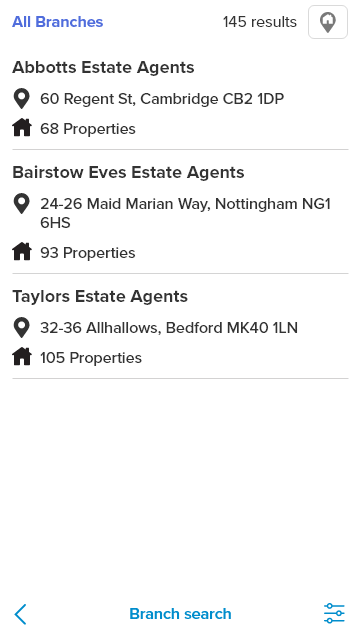 All Branches
145 results
Abbotts Estate Agents
60 Regent St, Cambridge CB2 1DP
68 Properties
Bairstow Eves Estate Agents
24-26 Maid Marian Way, Nottingham NG1
6HS
93 Properties
Taylors Estate Agents
32-36 Allhallows, Bedford MK40 1LN
105 Properties
Branch search